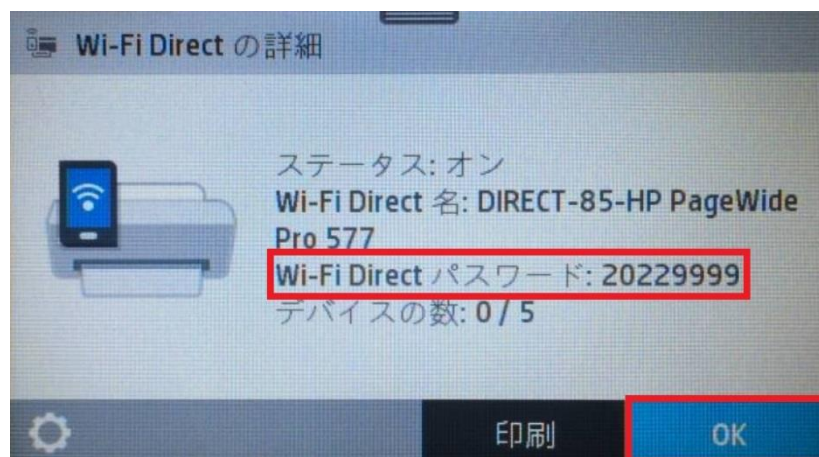 Wi-Fi Direct の詳細
ステータス: オン
Wi-Fi Direct 名: DIRECT-85-HP PageWide
Pro 577
Wi-Fi Direct パスワード: 20229999
デバイスの数: 0 / 5
印刷
OK